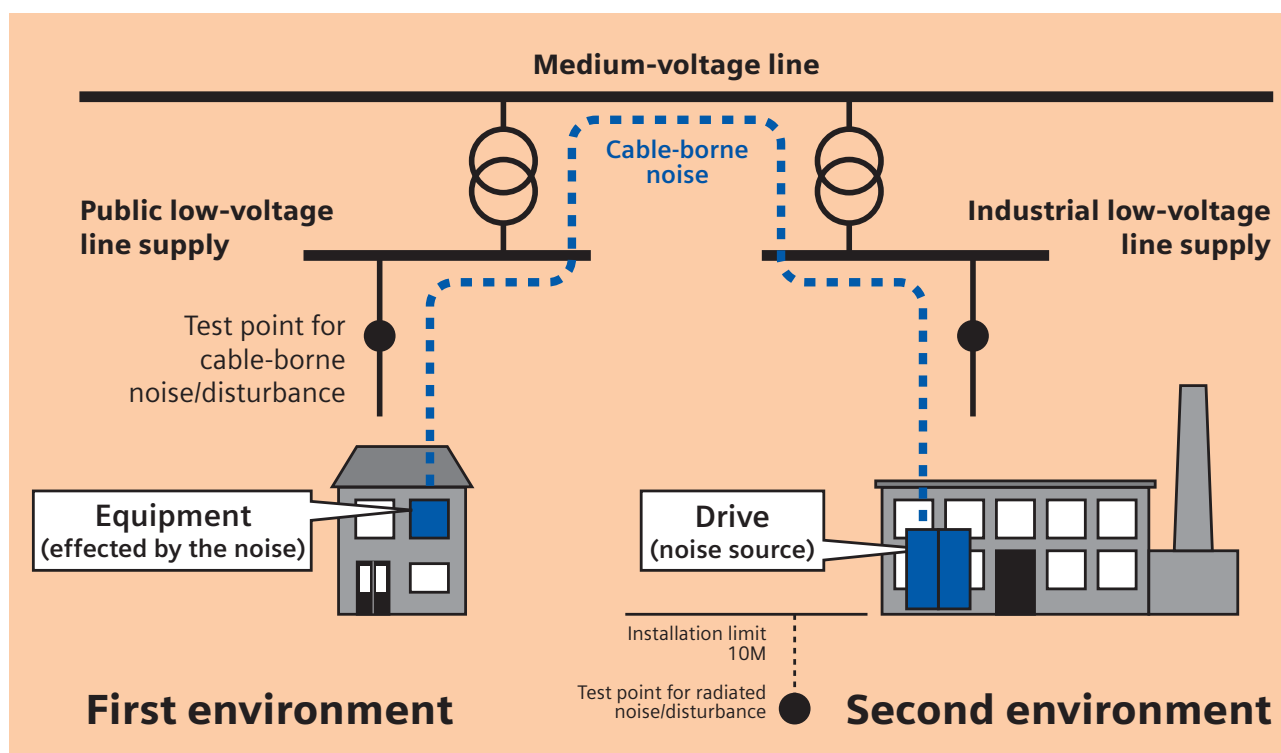 Medium-voltage line
Cable-borne
noise
Public low-voltage
line supply
Industrial low-voltage
line supply
Test point for
cable-borne
noise/disturbance
Equipment
(effected by the noise)
Drive
(noise source)
Installation limit
10M
Test point for radiated
noise/disturbance
First environment
Second environment